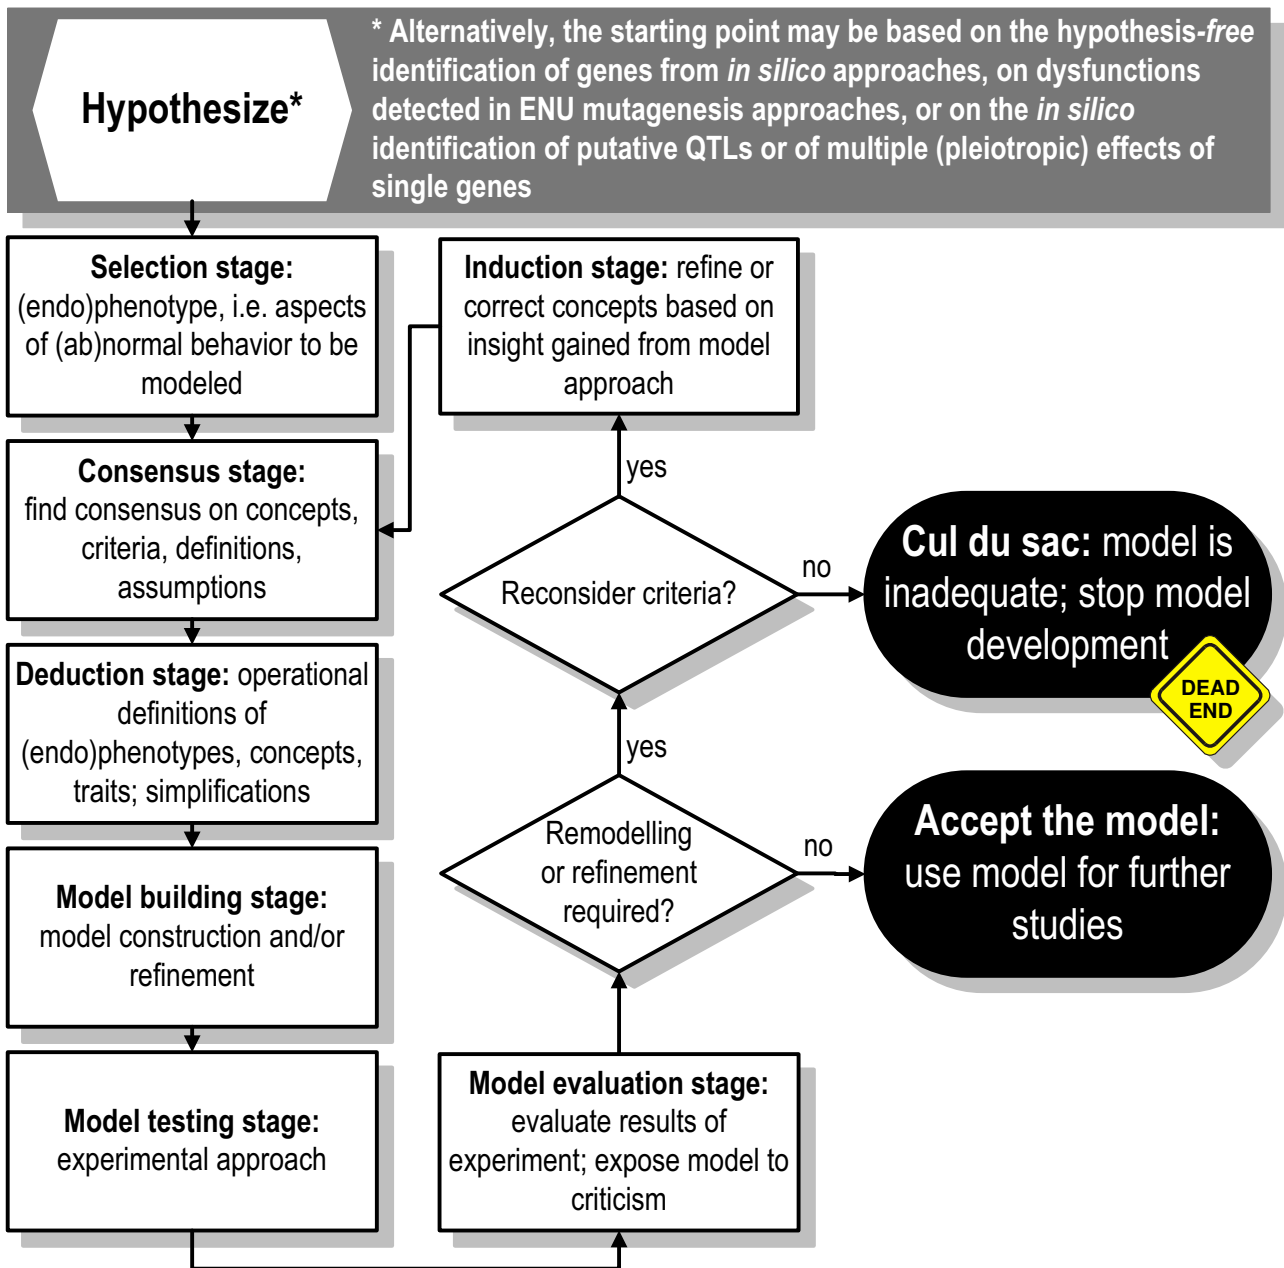 Hypothesize*
* Alternatively, the starting point may be based on the hypothesis-free
identification of genes from in silico approaches, on dysfunctions
detected in ENU mutagenesis approaches, or on the in silico
identification of putative QTLs or of multiple (pleiotropic) effects of
single genes
Selection stage:
(endo)phenotype, i.e. aspects
of (ab)normal behavior to be
modeled
Consensus stage:
find consensus on concepts,
criteria, definitions,
assumptions
Deduction stage: operational
definitions of
(endo)phenotypes, concepts,
traits; simplifications
Model building stage:
model construction and/or
refinement
Model testing stage:
experimental approach
Model evaluation stage:
evaluate results of
experiment; expose model to
criticism
Remodelling
or refinement
required?
no
Accept the model:
use model for further
studies
yes
Reconsider criteria?
no
Cul du sac: model is
inadequate; stop model
development
DEAD
END
yes
Induction stage: refine or
correct concepts based on
insight gained from model
approach